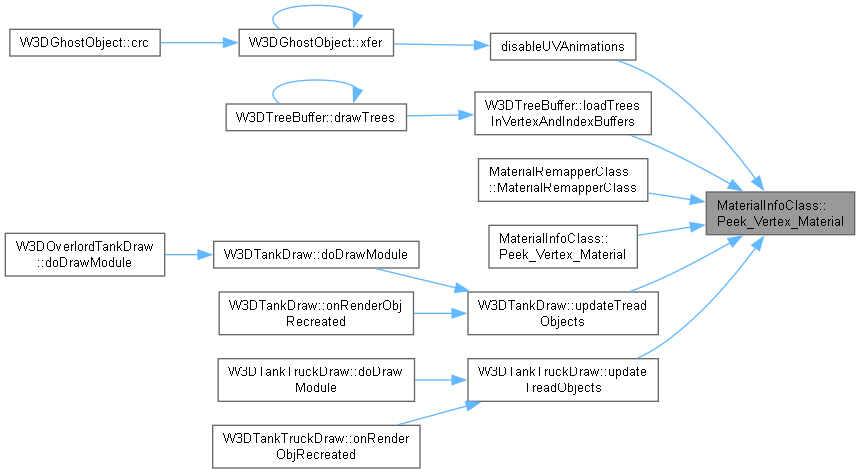 W3DGhostObject::crc
W3DGhostObject::xfer
disableUVAnimations
W3DTreeBuffer::drawTrees
W3DTreeBuffer::loadTrees
InVertexAndIndexBuffers
MaterialRemapperClass
::MaterialRemapperClass
MaterialInfoClass::
Peek_Vertex_Material
MaterialInfoClass::
Peek_Vertex_Material
W3DOverlordTankDraw
::doDrawModule
W3DTankDraw::doDrawModule
W3DTankDraw::onRenderObj
Recreated
W3DTankDraw::updateTread
Objects
W3DTankTruckDraw::doDraw
Module
W3DTankTruckDraw::update
TreadObjects
W3DTankTruckDraw::onRender
ObjRecreated